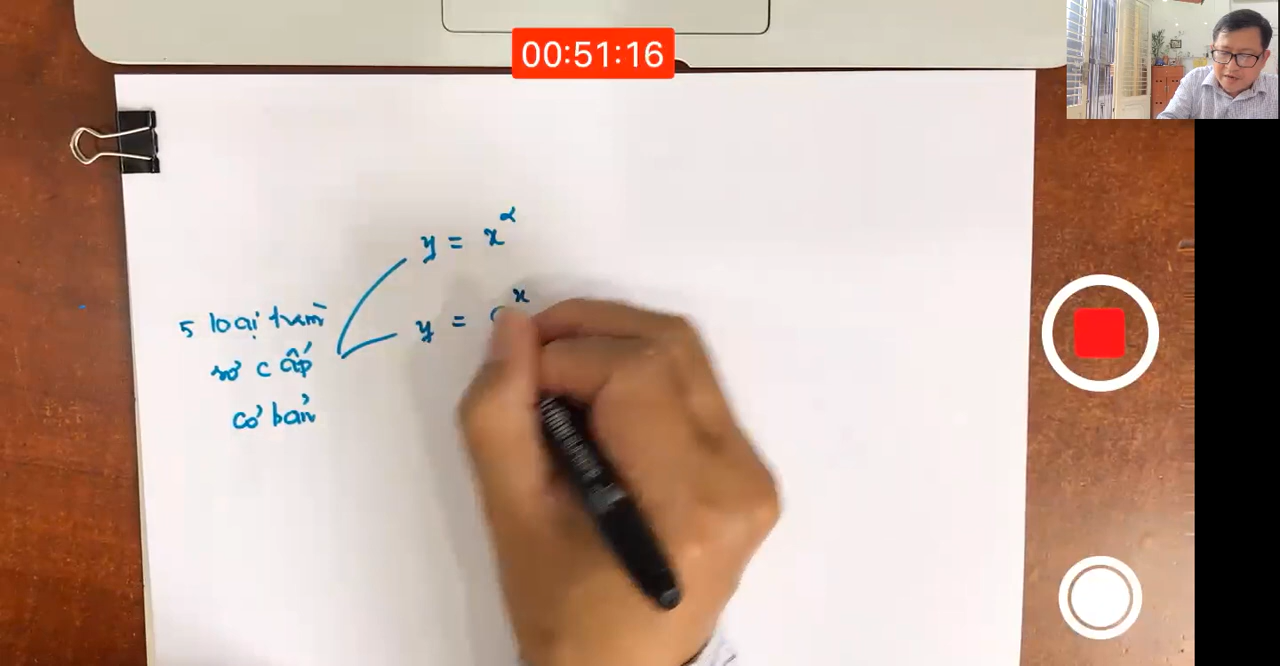 00:51:16
y = x^α
y = a^x
5 loại hàm
sơ cấp
cơ bản